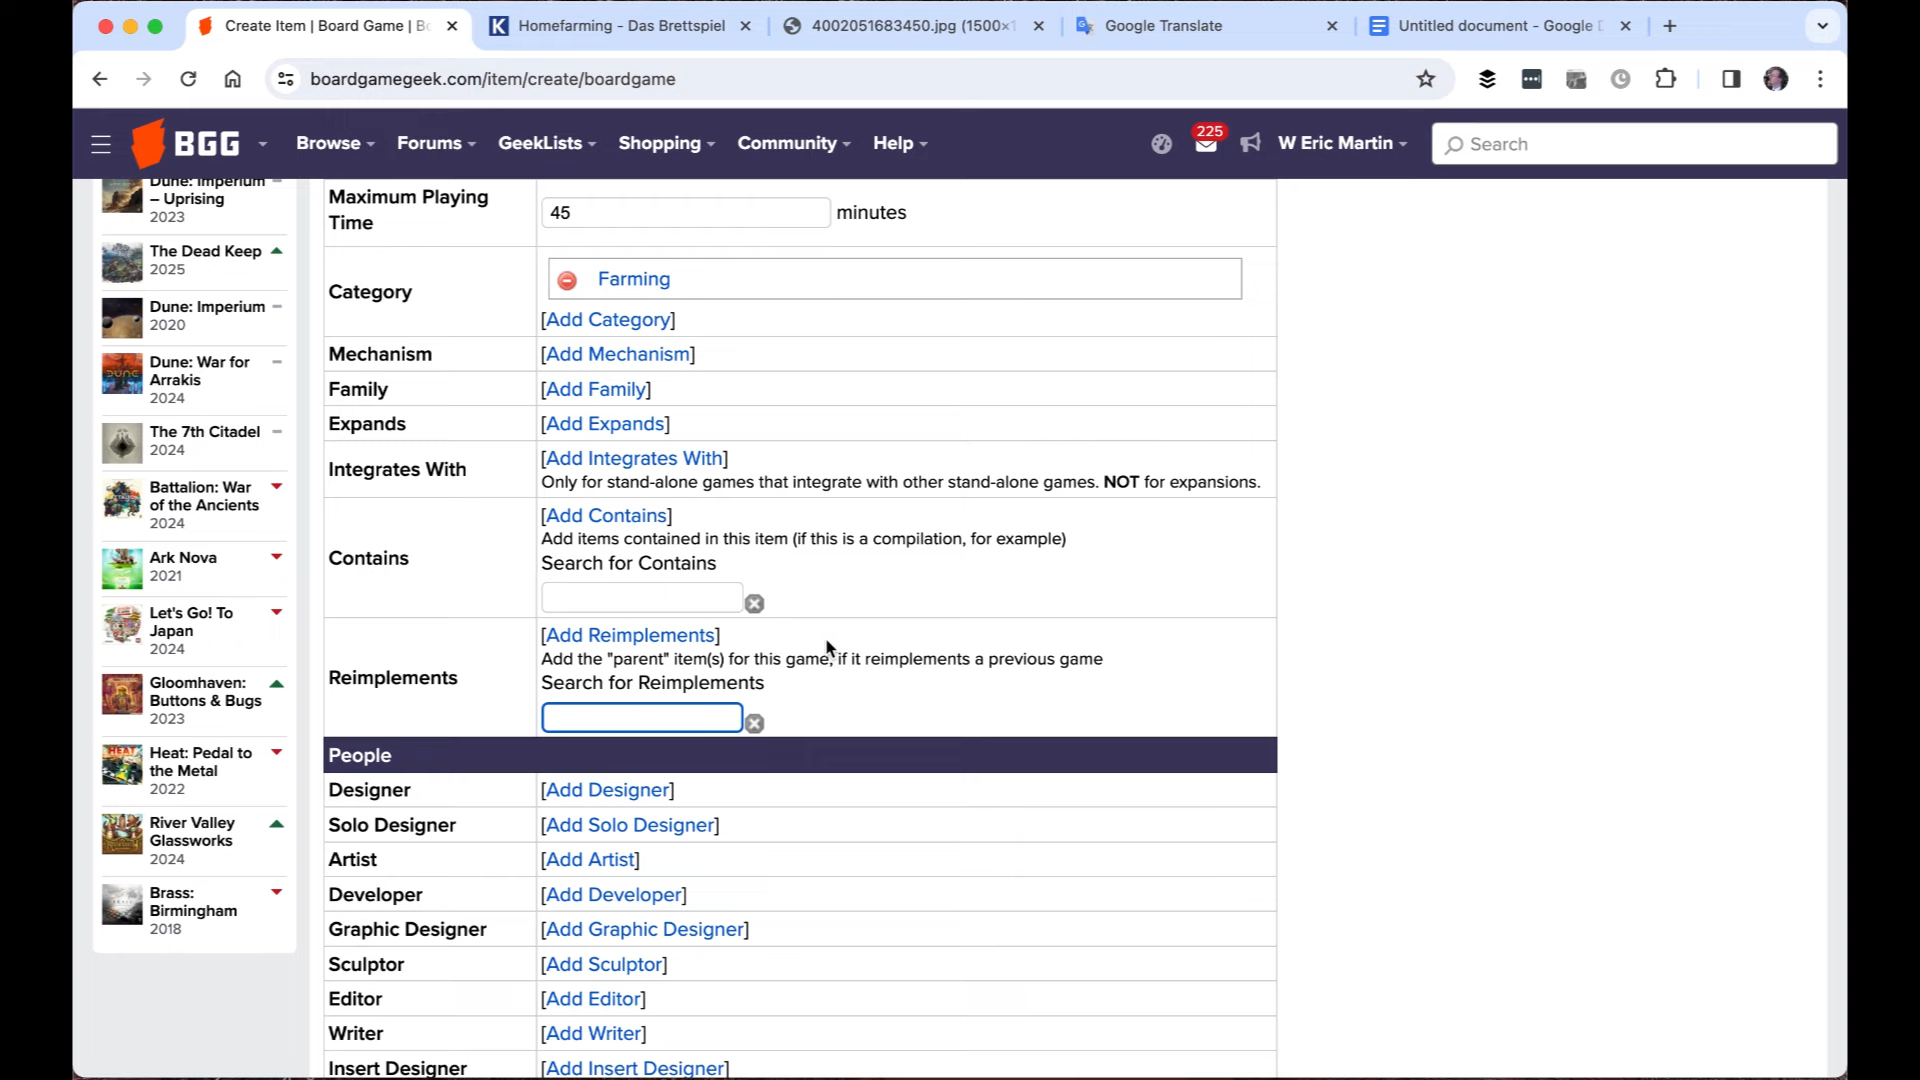 Create Item | Board Game | B
Homefarming - Das Brettspiel
4002051683450.jpg (1500×1
Google Translate
Untitled document - Google D
boardgamegeek.com/item/create/boardgame
BGG
Browse
Forums
GeekLists
Shopping
Community
Help
225
W Eric Martin
Search
Dune: Imperium
– Uprising
2023
The Dead Keep
2025
Dune: Imperium
2020
Dune: War for
Arrakis
2024
The 7th Citadel
2024
Battalion: War
of the Ancients
2024
Ark Nova
2021
Let's Go! To
Japan
2024
Gloomhaven:
Buttons & Bugs
2023
Heat: Pedal to
the Metal
2022
River Valley
Glassworks
2024
Brass:
Birmingham
2018
Maximum Playing
Time
45
minutes
Category
Farming
[Add Category]
Mechanism
[Add Mechanism]
Family
[Add Family]
Expands
[Add Expands]
Integrates With
[Add Integrates With]
Only for stand-alone games that integrate with other stand-alone games. NOT for expansions.
Contains
[Add Contains]
Add items contained in this item (if this is a compilation, for example)
Search for Contains
Reimplements
[Add Reimplements]
Add the "parent" item(s) for this game, if it reimplements a previous game
Search for Reimplements
People
Designer
[Add Designer]
Solo Designer
[Add Solo Designer]
Artist
[Add Artist]
Developer
[Add Developer]
Graphic Designer
[Add Graphic Designer]
Sculptor
[Add Sculptor]
Editor
[Add Editor]
Writer
[Add Writer]
Insert Designer
[Add Insert Designer]